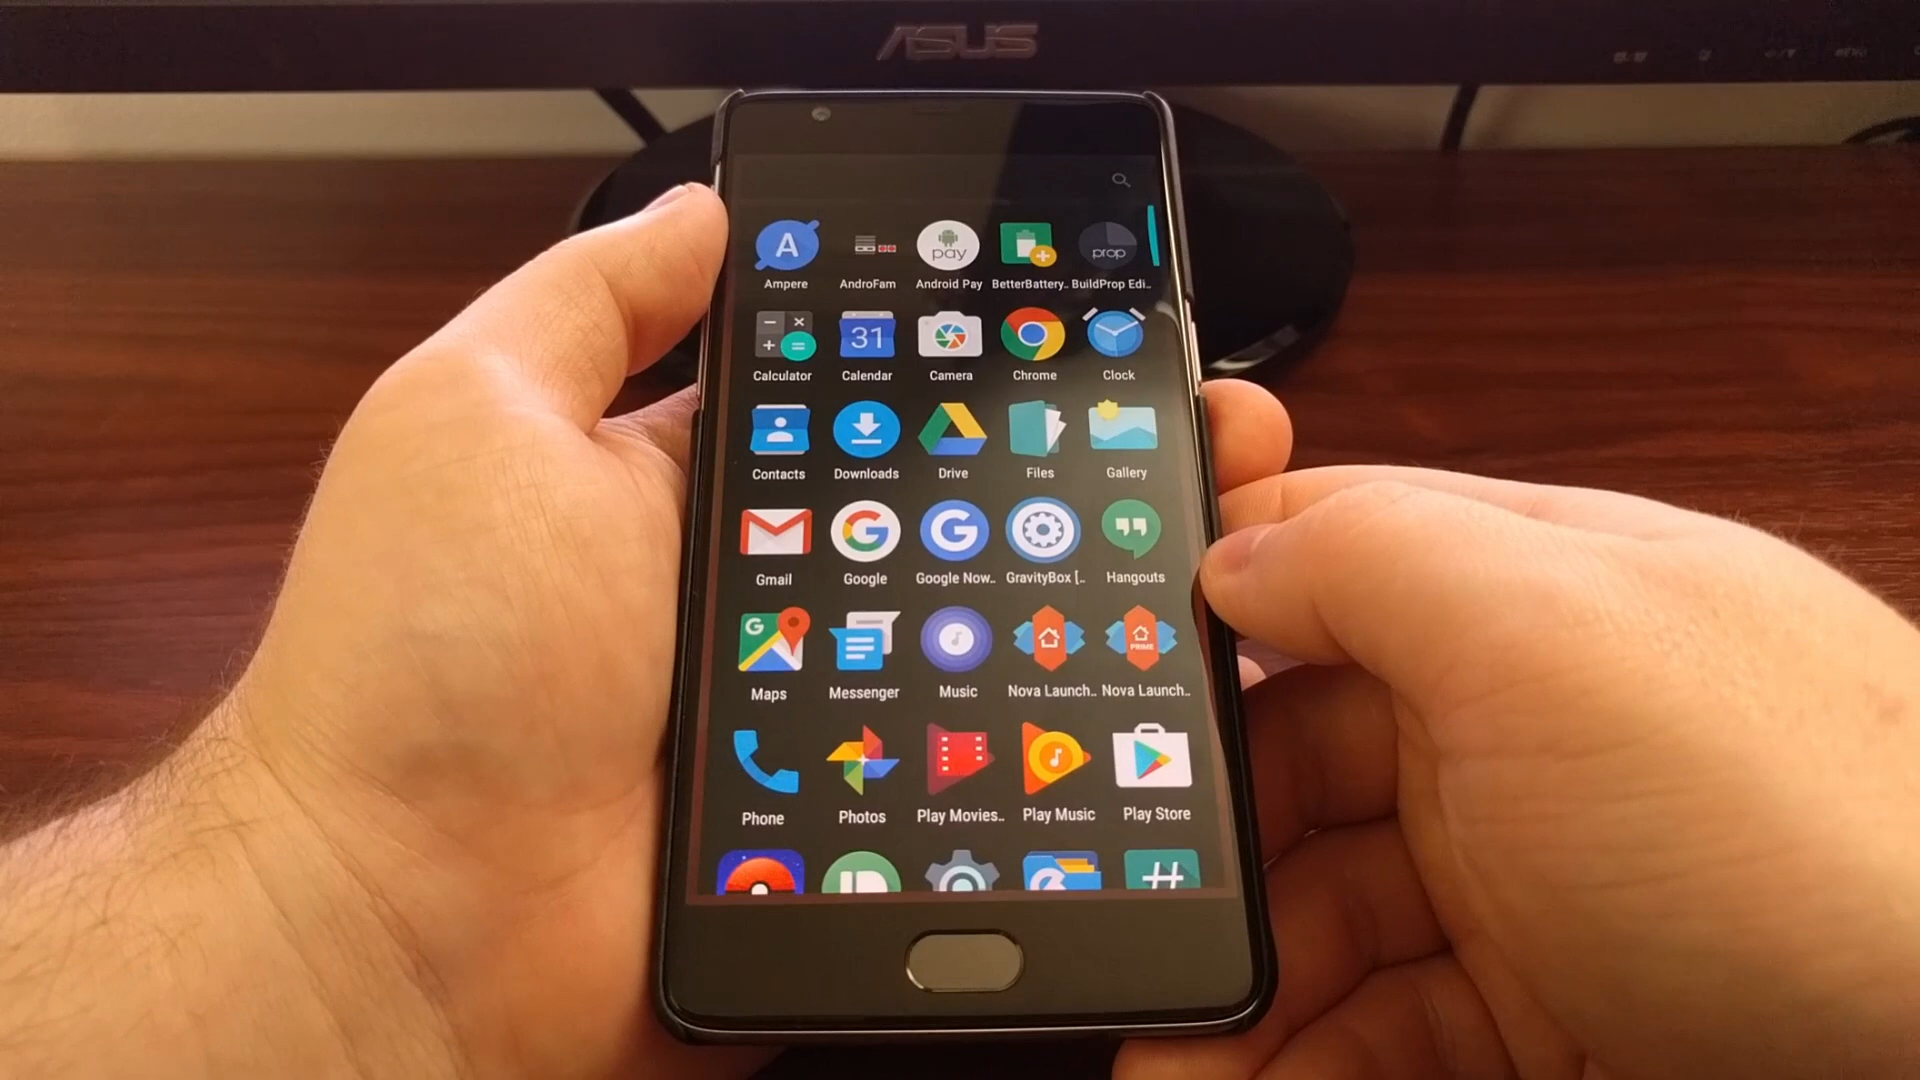 ASUS
MENU
A
pay
prop
Ampere AndroFam Android Pay BetterBattery.. BuildProp Edi..
31
Calculator Calendar Camera Chrome Clock
Contacts Downloads Drive Files Gallery
G G
Gmail Google Google Now.. GravityBox [.. Hangouts
G
PRIME
Maps Messenger Music Nova Launch.. Nova Launch..
Phone Photos Play Movies.. Play Music Play Store
#